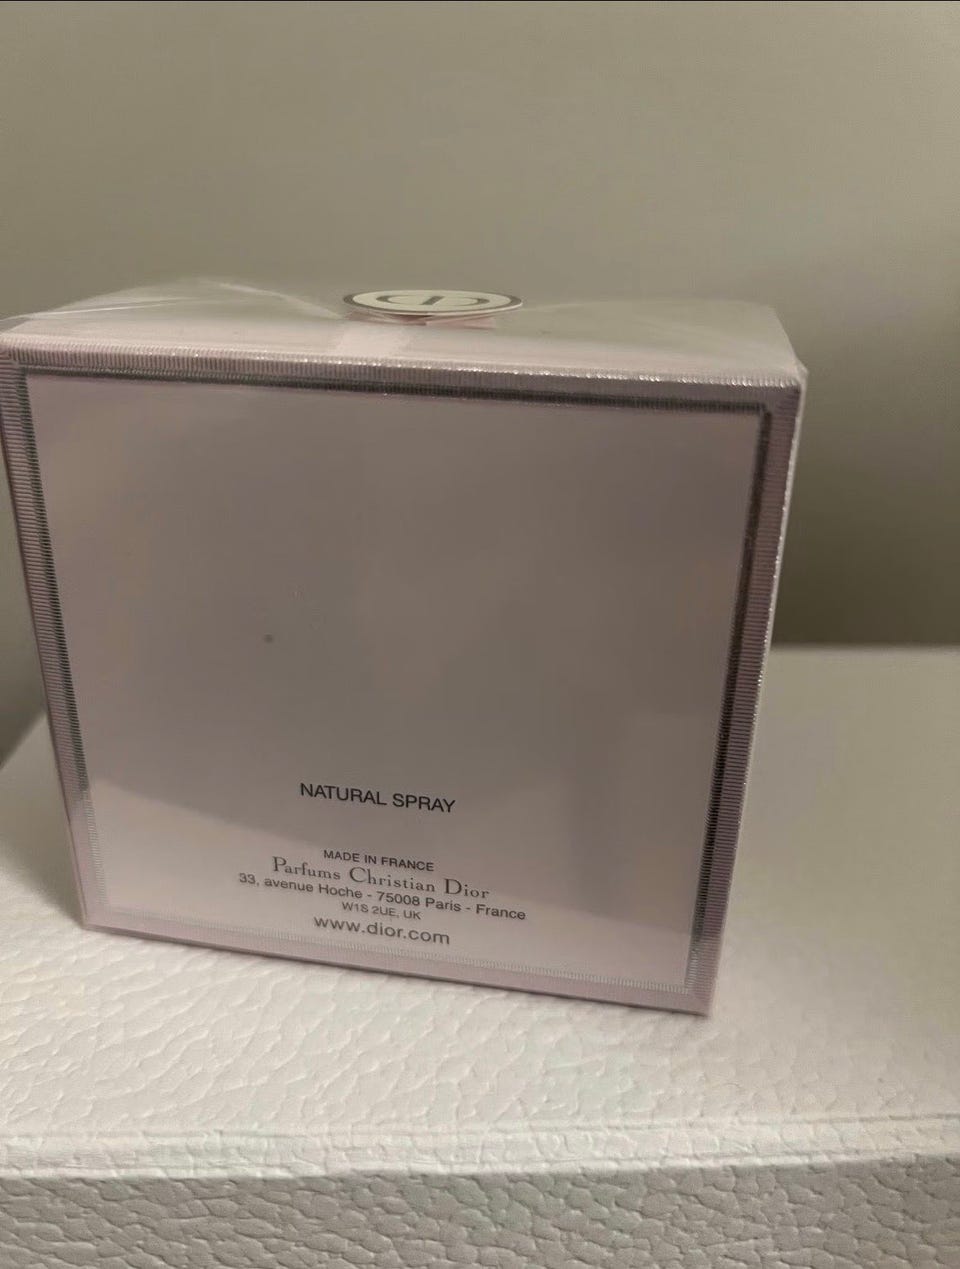 NATURAL SPRAY
MADE IN FRANCE
Parfums Christian Dior
33, avenue Hoche - 75008 Paris - France
W1S 2UE, UK
www.dior.com